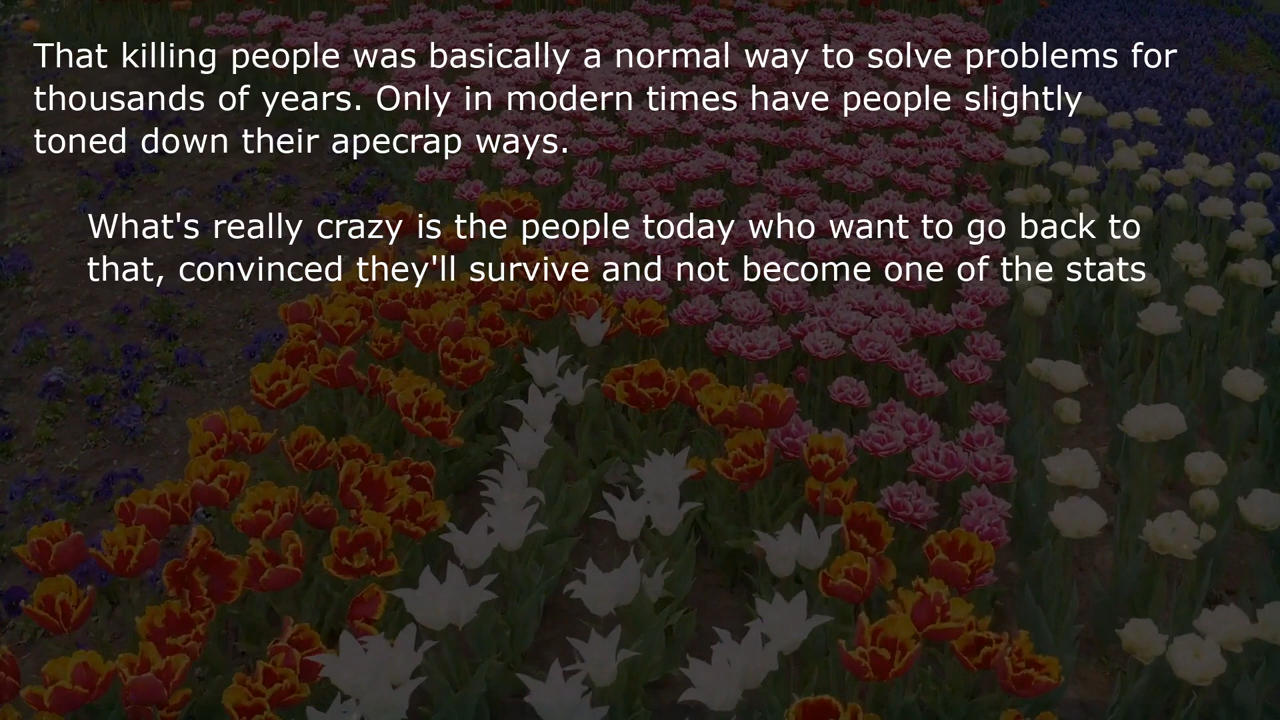 That killing people was basically a normal way to solve problems for
thousands of years. Only in modern times have people slightly
toned down their apecrap ways.
What's really crazy is the people today who want to go back to
that, convinced they'll survive and not become one of the stats